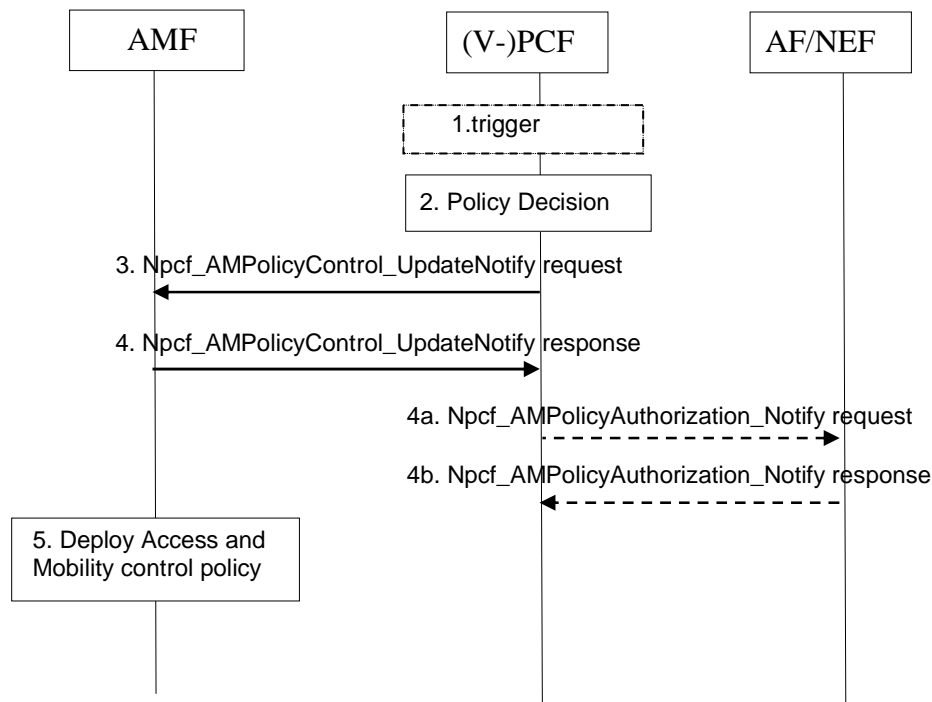 AMF
(V-)PCF
AF/NEF
1.trigger
2. Policy Decision
3. Npcf_AMPolicyControl_UpdateNotify request
4. Npcf_AMPolicyControl_UpdateNotify response
4a. Npcf_AMPolicyAuthorization_Notify request
4b. Npcf_AMPolicyAuthorization_Notify response
5. Deploy Access and
Mobility control policy